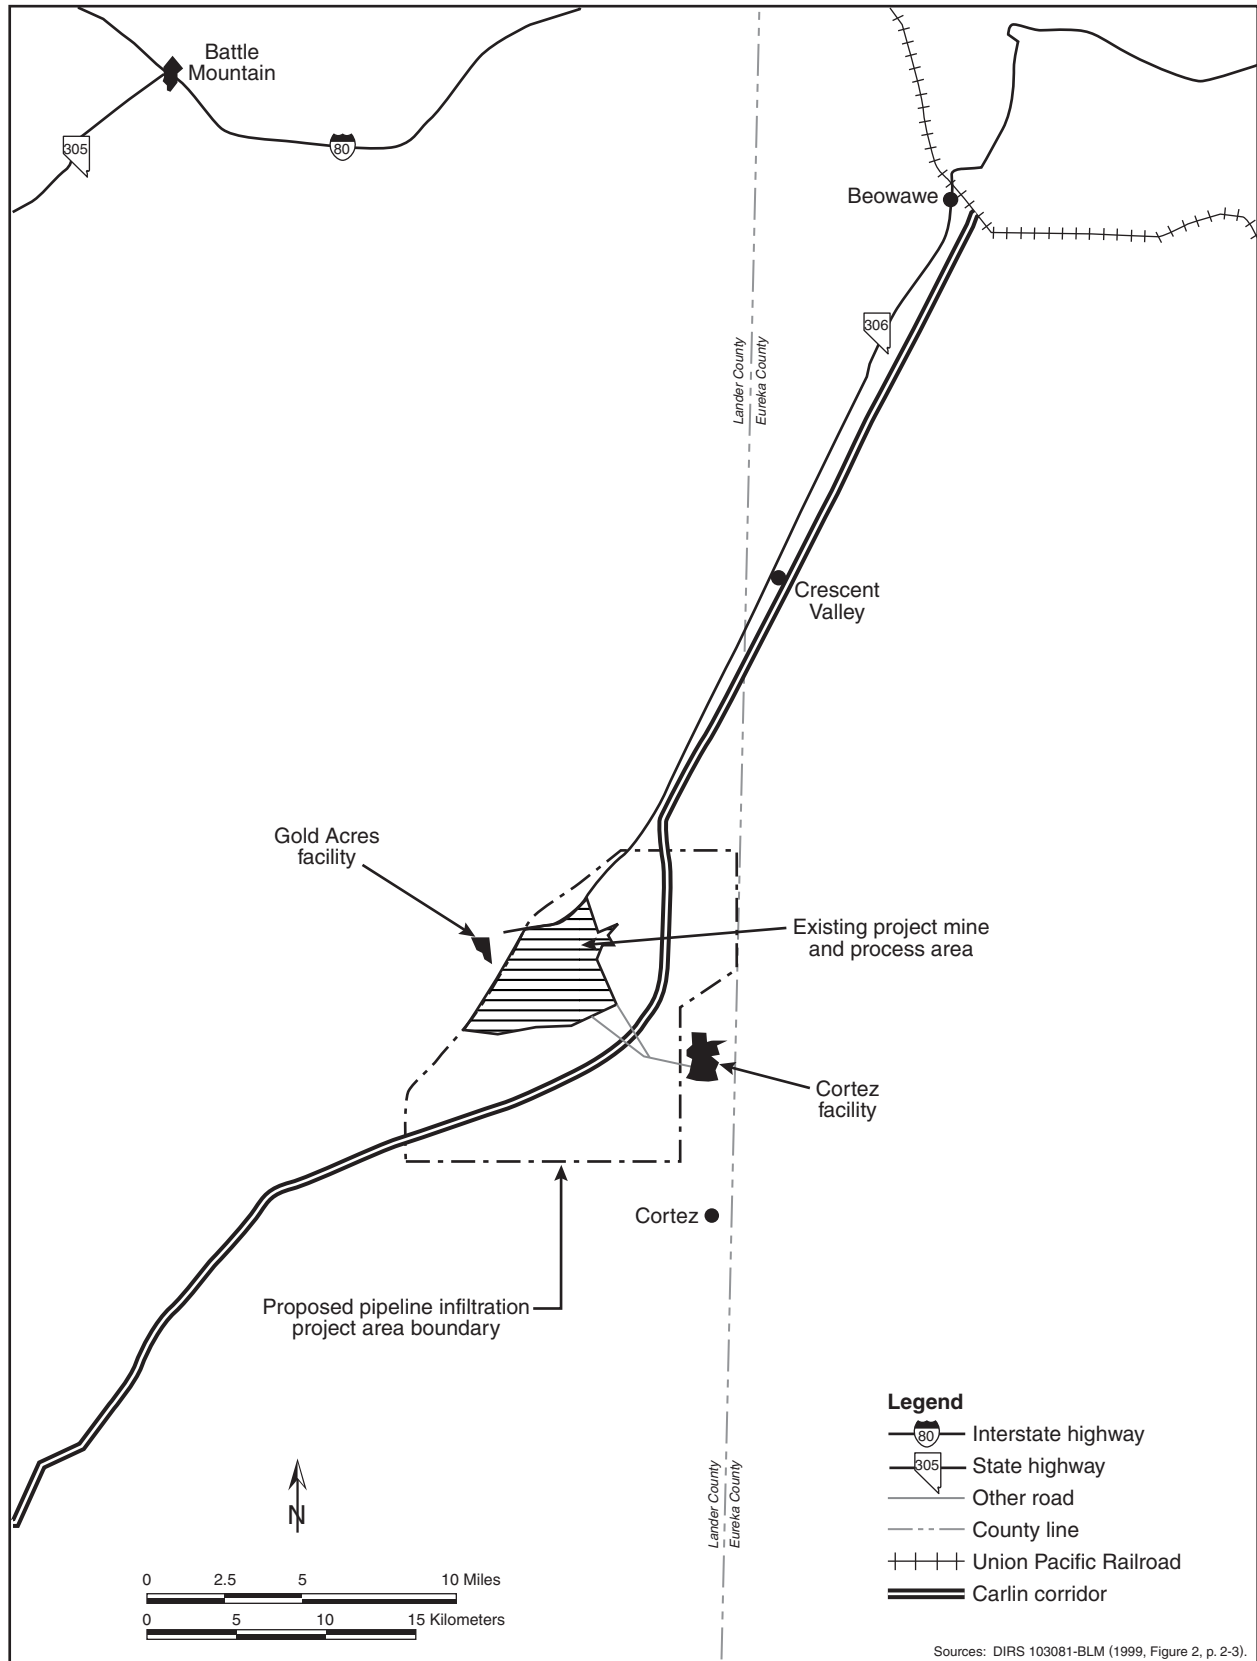 Battle
Mountain
305
80
Beowawe
306
Lander County
Eureka County
Crescent
Valley
Gold Acres
facility
Existing project mine
and process area
Cortez
facility
Cortez
Proposed pipeline infiltration
project area boundary
Lander County
Eureka County
N
0 2.5 5 10 Miles
0 5 10 15 Kilometers
Legend
80 Interstate highway
305 State highway
Other road
County line
Union Pacific Railroad
Carlin corridor
Sources: DIRS 103081-BLM (1999, Figure 2, p. 2-3).